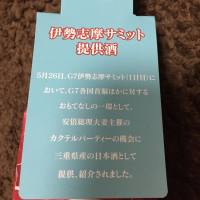 伊勢志摩サミット
提供酒
5月26日、G7伊勢志摩サミット1日目に
おいて、G7各国首脳ほかに対する
おもてなしの一環として、
安倍総理夫妻主催の
カクテルパーティーの機会に
三重県産の日本酒として
提供、紹介されました。